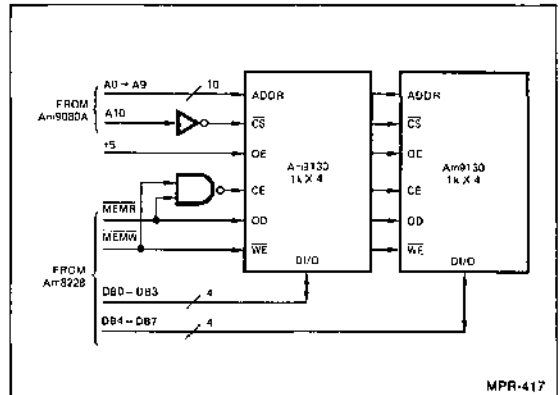 A0 → A9
10
FROM
Am9080A
A10
+5
MEMR
MEMW
FROM
Am8228
DB0 – DB3
4
DB4 – DB7
4
ADDR
CS
OE
CE
OD
WE
DI/O
Am9130
1k X 4
ADDR
CS
OE
CE
OD
WE
DI/O
Am9130
1k X 4
MPR-417